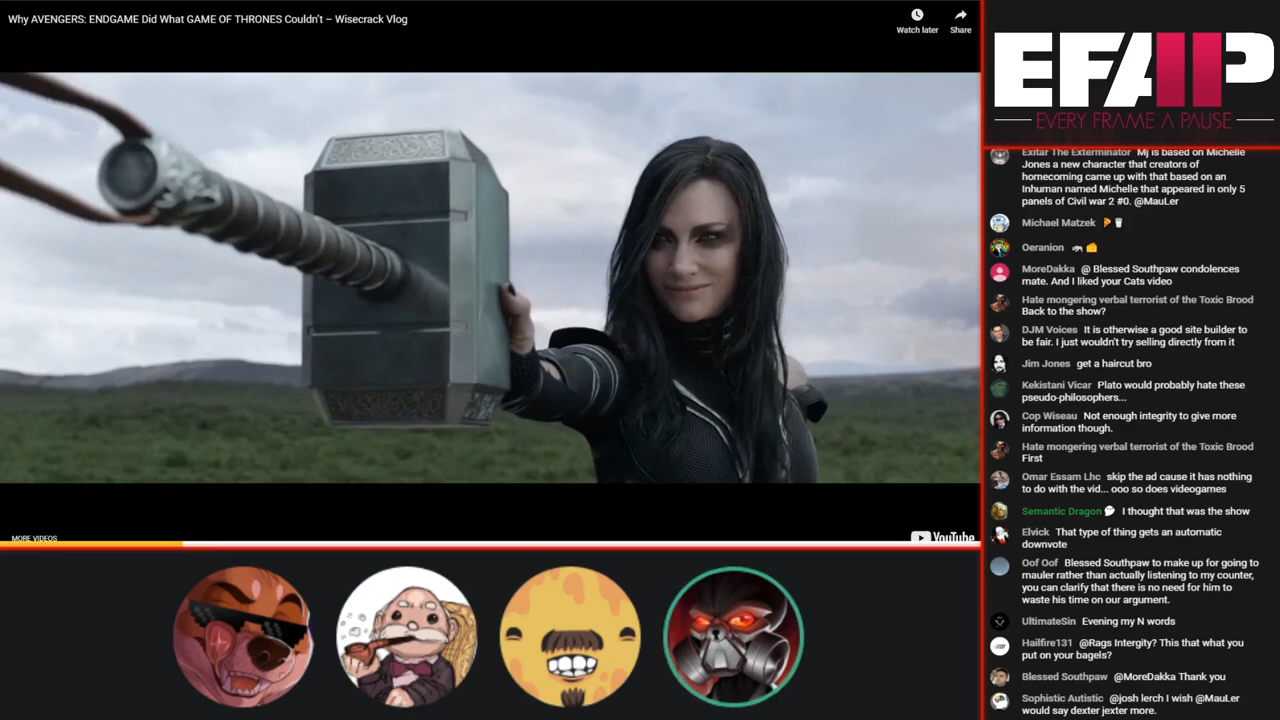 Why AVENGERS: ENDGAME Did What GAME OF THRONES Couldn't – Wisecrack Vlog
Watch later
Share
MORE VIDEOS
YouTube
EFAP
EVERY FRAME A PAUSE
Exitar The Exterminator Mj is based on Michelle
Jones a new character that creators of
homecoming came up with that based on an
Inhuman named Michelle that appeared in only 5
panels of Civil war 2 #0. @MauLer
Michael Matzek 🍕🥛
Oeranion 🐀🧀
MoreDakka @ Blessed Southpaw condolences
mate. And I liked your Cats video
Hate mongering verbal terrorist of the Toxic Brood
Back to the show?
DJM Voices It is otherwise a good site builder to
be fair. I just wouldn't try selling directly from it
Jim Jones get a haircut bro
Kekistani Vicar Plato would probably hate these
pseudo-philosophers...
Cop Wiseau Not enough integrity to give more
information though.
Hate mongering verbal terrorist of the Toxic Brood
First
Omar Essam Lhc skip the ad cause it has nothing
to do with the vid... ooo so does videogames
Semantic Dragon I thought that was the show
Elvick That type of thing gets an automatic
downvote
Oof Oof Blessed Southpaw to make up for going to
mauler rather than actually listening to my counter,
you can clarify that there is no need for him to
waste his time on our argument.
UltimateSin Evening my N words
Hailfire131 @Rags Intergity? This that what you
put on your bagels?
Blessed Southpaw @MoreDakka Thank you
Sophistic Autistic @josh lerch I wish @MauLer
would say dexter jexter more.